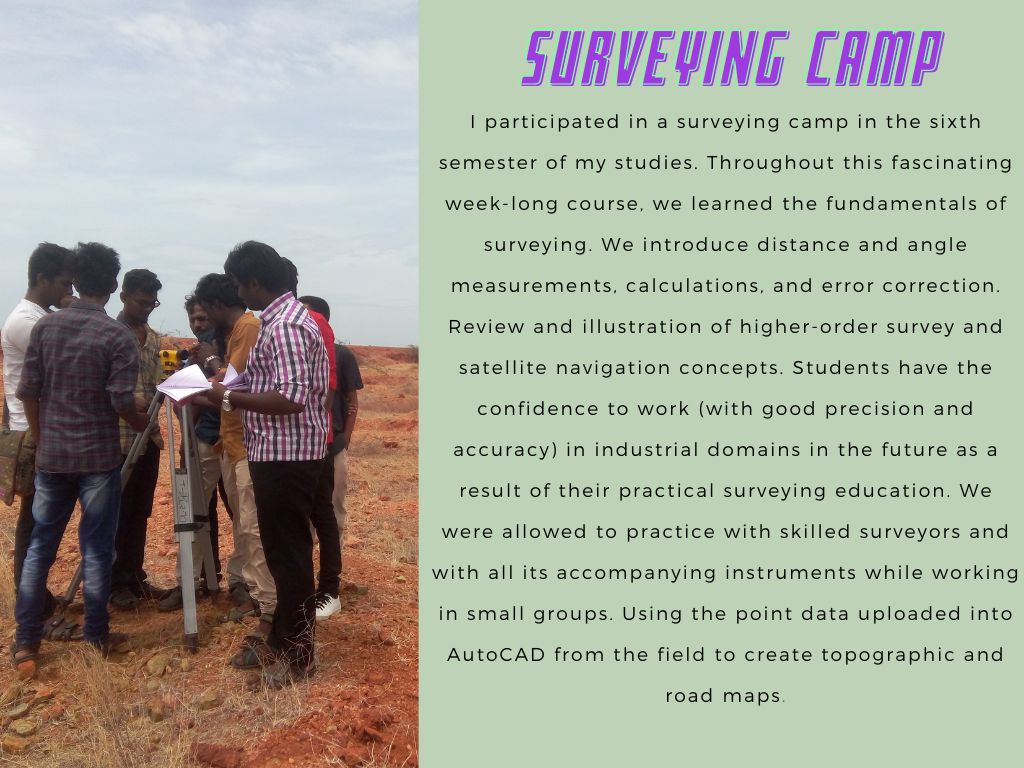 SURVEYING CAMP
I participated in a surveying camp in the sixth
semester of my studies. Throughout this fascinating
week-long course, we learned the fundamentals of
surveying. We introduce distance and angle
measurements, calculations, and error correction.
Review and illustration of higher-order survey and
satellite navigation concepts. Students have the
confidence to work (with good precision and
accuracy) in industrial domains in the future as a
result of their practical surveying education. We
were allowed to practice with skilled surveyors and
with all its accompanying instruments while working
in small groups. Using the point data uploaded into
AutoCAD from the field to create topographic and
road maps.